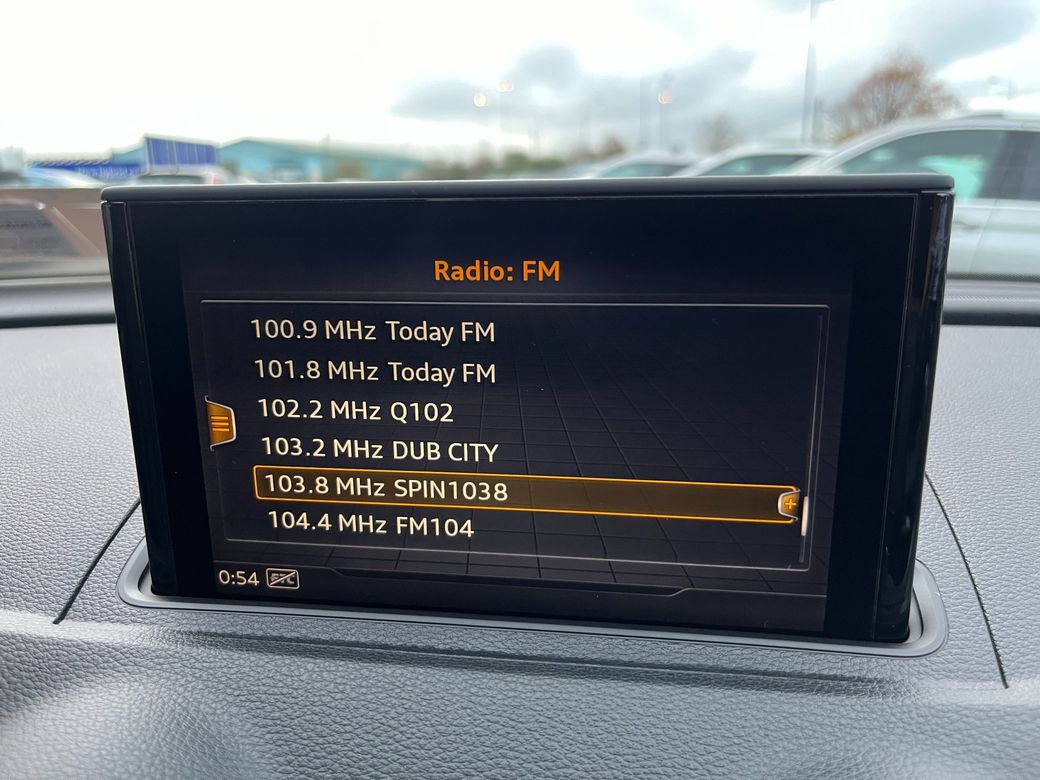 Radio: FM
100.9 MHz Today FM
101.8 MHz Today FM
102.2 MHz Q102
103.2 MHz DUB CITY
103.8 MHz SPIN1038
104.4 MHz FM104
0:54 ETC